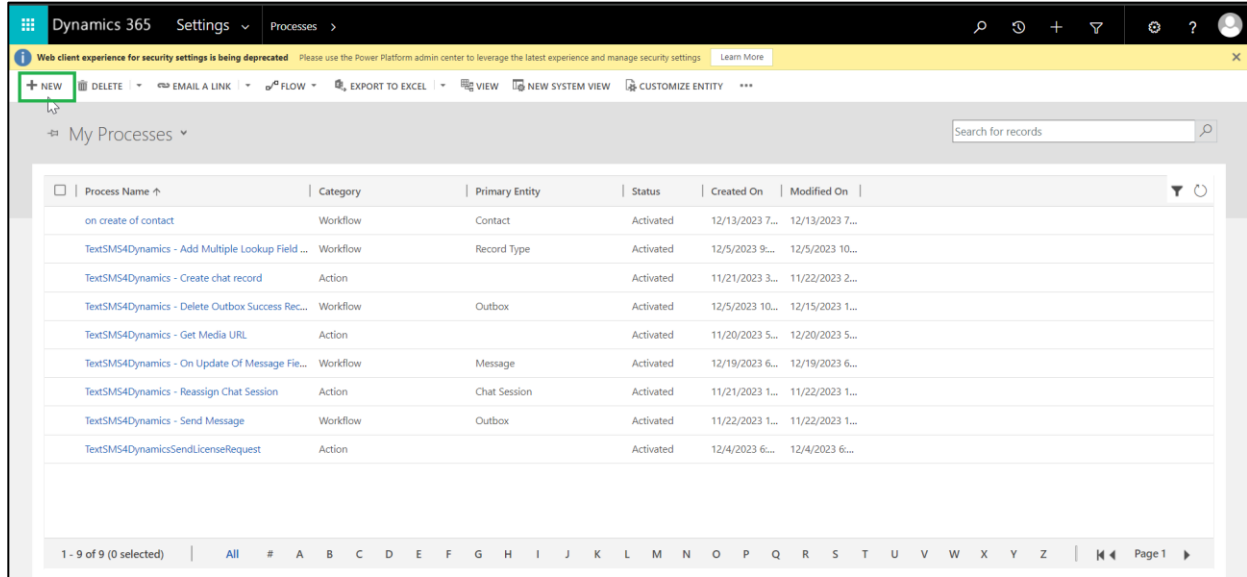 Dynamics 365 Settings Processes >
Web client experience for security settings is being deprecated Please use the Power Platform admin center to leverage the latest experience and manage security settings Learn More
NEW DELETE EMAIL A LINK FLOW EXPORT TO EXCEL VIEW NEW SYSTEM VIEW CUSTOMIZE ENTITY ...
My Processes Search for records
Process Name ↑ Category Primary Entity Status Created On Modified On
on create of contact Workflow Contact Activated 12/13/2023 7... 12/13/2023 7...
TextSMS4Dynamics - Add Multiple Lookup Field ... Workflow Record Type Activated 12/5/2023 9:... 12/5/2023 10...
TextSMS4Dynamics - Create chat record Action Activated 11/21/2023 3... 11/22/2023 2...
TextSMS4Dynamics - Delete Outbox Success Rec... Workflow Outbox Activated 12/5/2023 10... 12/15/2023 1...
TextSMS4Dynamics - Get Media URL Action Activated 11/20/2023 5... 12/20/2023 5...
TextSMS4Dynamics - On Update Of Message Fie... Workflow Message Activated 12/19/2023 6... 12/19/2023 6...
TextSMS4Dynamics - Reassign Chat Session Action Chat Session Activated 11/21/2023 1... 11/22/2023 1...
TextSMS4Dynamics - Send Message Workflow Outbox Activated 11/22/2023 1... 11/22/2023 1...
TextSMS4DynamicsSendLicenseRequest Action Activated 12/4/2023 6:... 12/4/2023 6:...
1 - 9 of 9 (0 selected) All # A B C D E F G H I J K L M N O P Q R S T U V W X Y Z Page 1